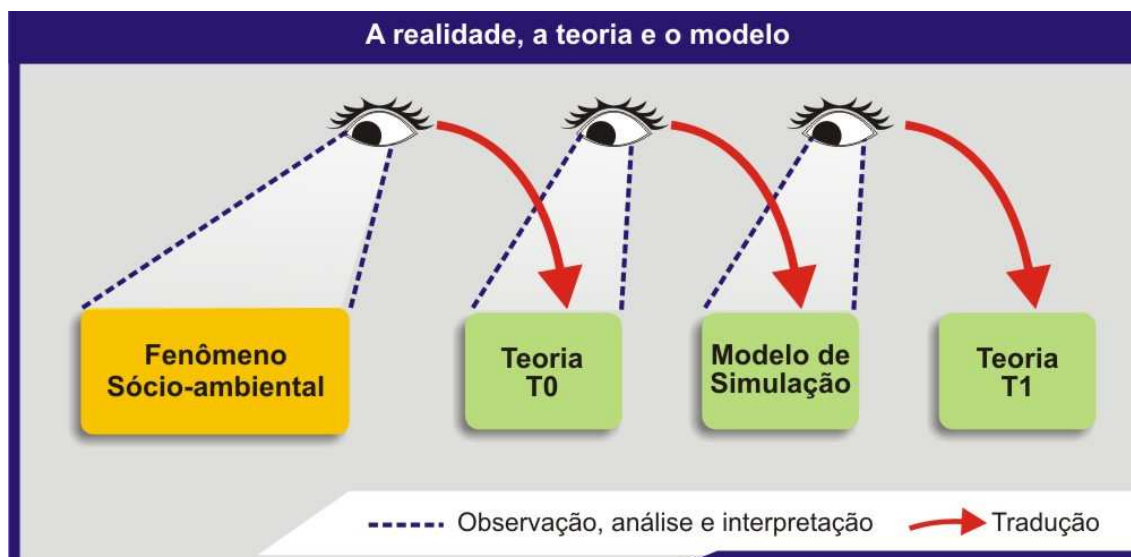 A realidade, a teoria e o modelo
Fenômeno
Sócio-ambiental
Teoria
T0
Modelo de
Simulação
Teoria
T1
Observação, análise e interpretação
Tradução